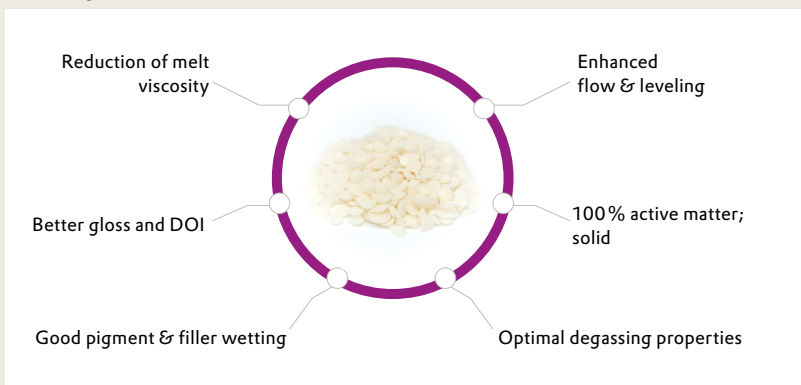 Reduction of melt
viscosity
Enhanced
flow & leveling
Better gloss and DOI
100 % active matter;
solid
Good pigment & filler wetting
Optimal degassing properties